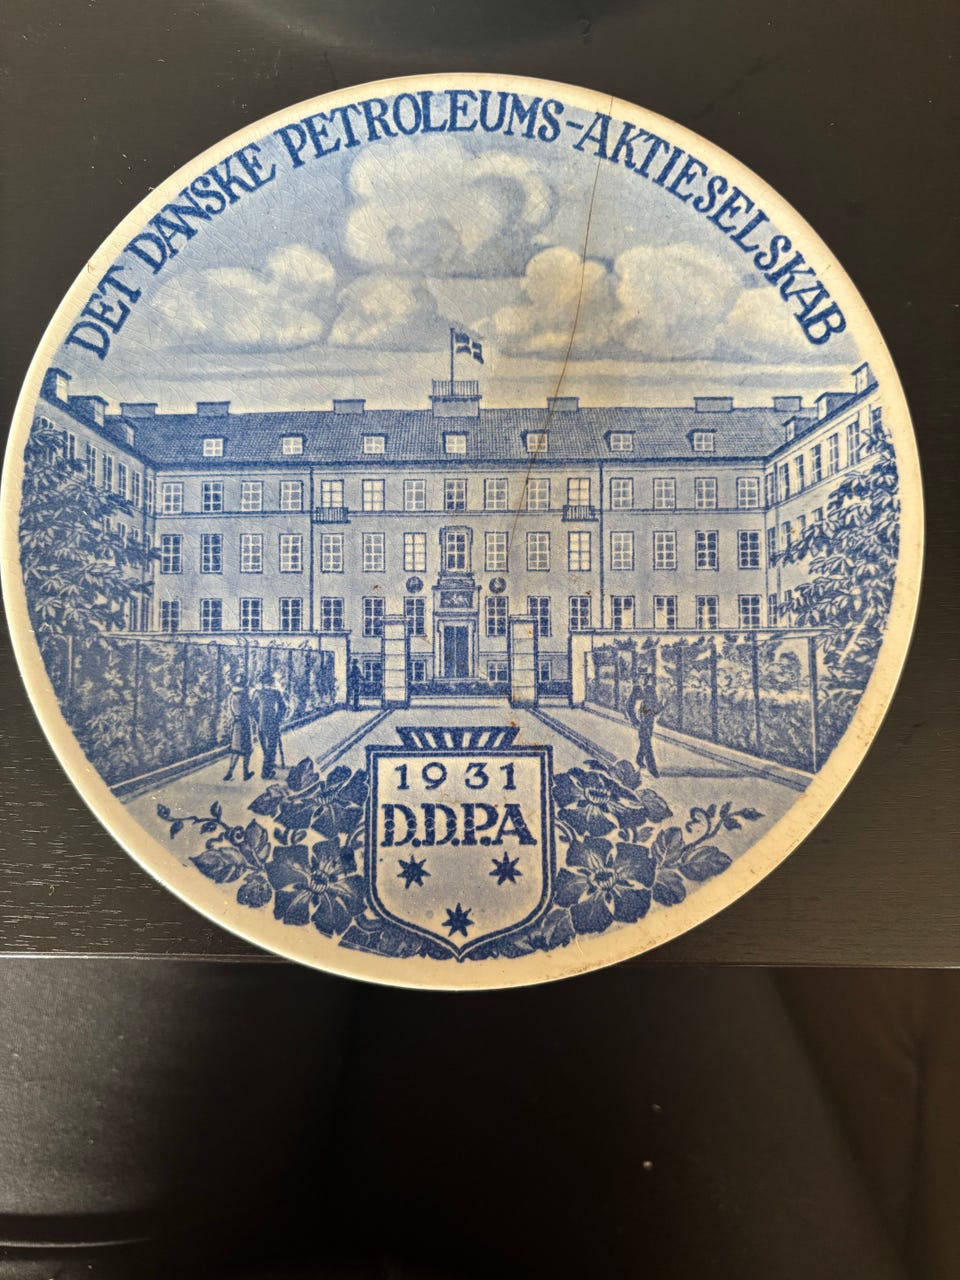 DET DANSKE PETROLEUMS-AKTIESELSKAB
1931
D.D.P.A